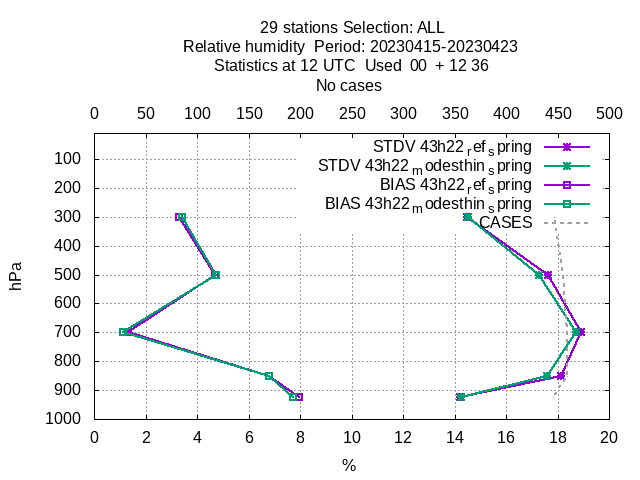 29 stations Selection: ALL
Relative humidity  Period: 20230415-20230423
Statistics at 12 UTC  Used  00  + 12 36
No cases
0 50 100 150 200 250 300 350 400 450 500
STDV 43h22_ref_spring
STDV 43h22_modesthin_spring
BIAS 43h22_ref_spring
BIAS 43h22_modesthin_spring
CASES
100
200
300
400
500
600
700
800
900
1000
hPa
0 2 4 6 8 10 12 14 16 18 20
%